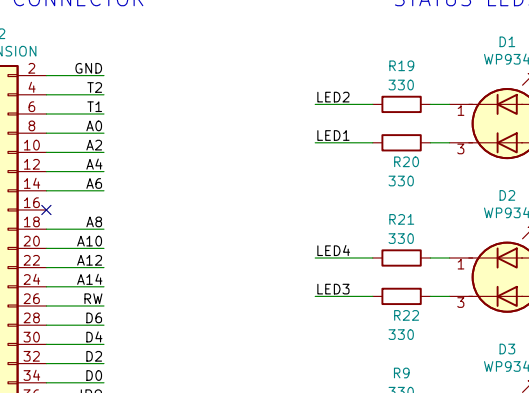 CONNECTOR
STATUS LED
2
NSION
2 GND
4 T2
6 T1
8 A0
10 A2
12 A4
14 A6
16
18 A8
20 A10
22 A12
24 A14
26 RW
28 D6
30 D4
32 D2
34 D0
36
D1
WP934
R19
330
LED2
1
LED1
3
R20
330
D2
WP934
R21
330
LED4
1
LED3
3
R22
330
D3
WP934
R9
330